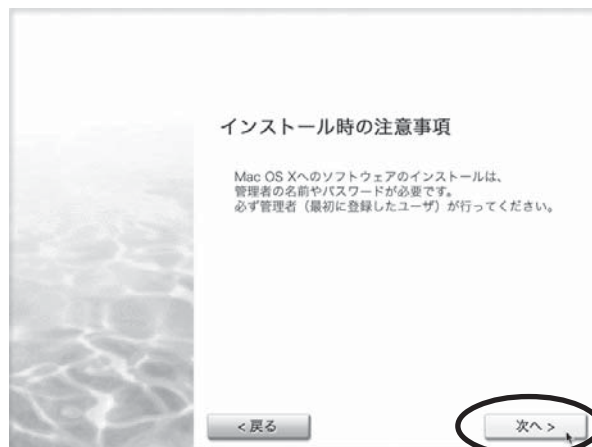 インストール時の注意事項
Mac OS Xへのソフトウェアのインストールは、
管理者の名前やパスワードが必要です。
必ず管理者（最初に登録したユーザ）が行ってください。
< 戻る
次へ >